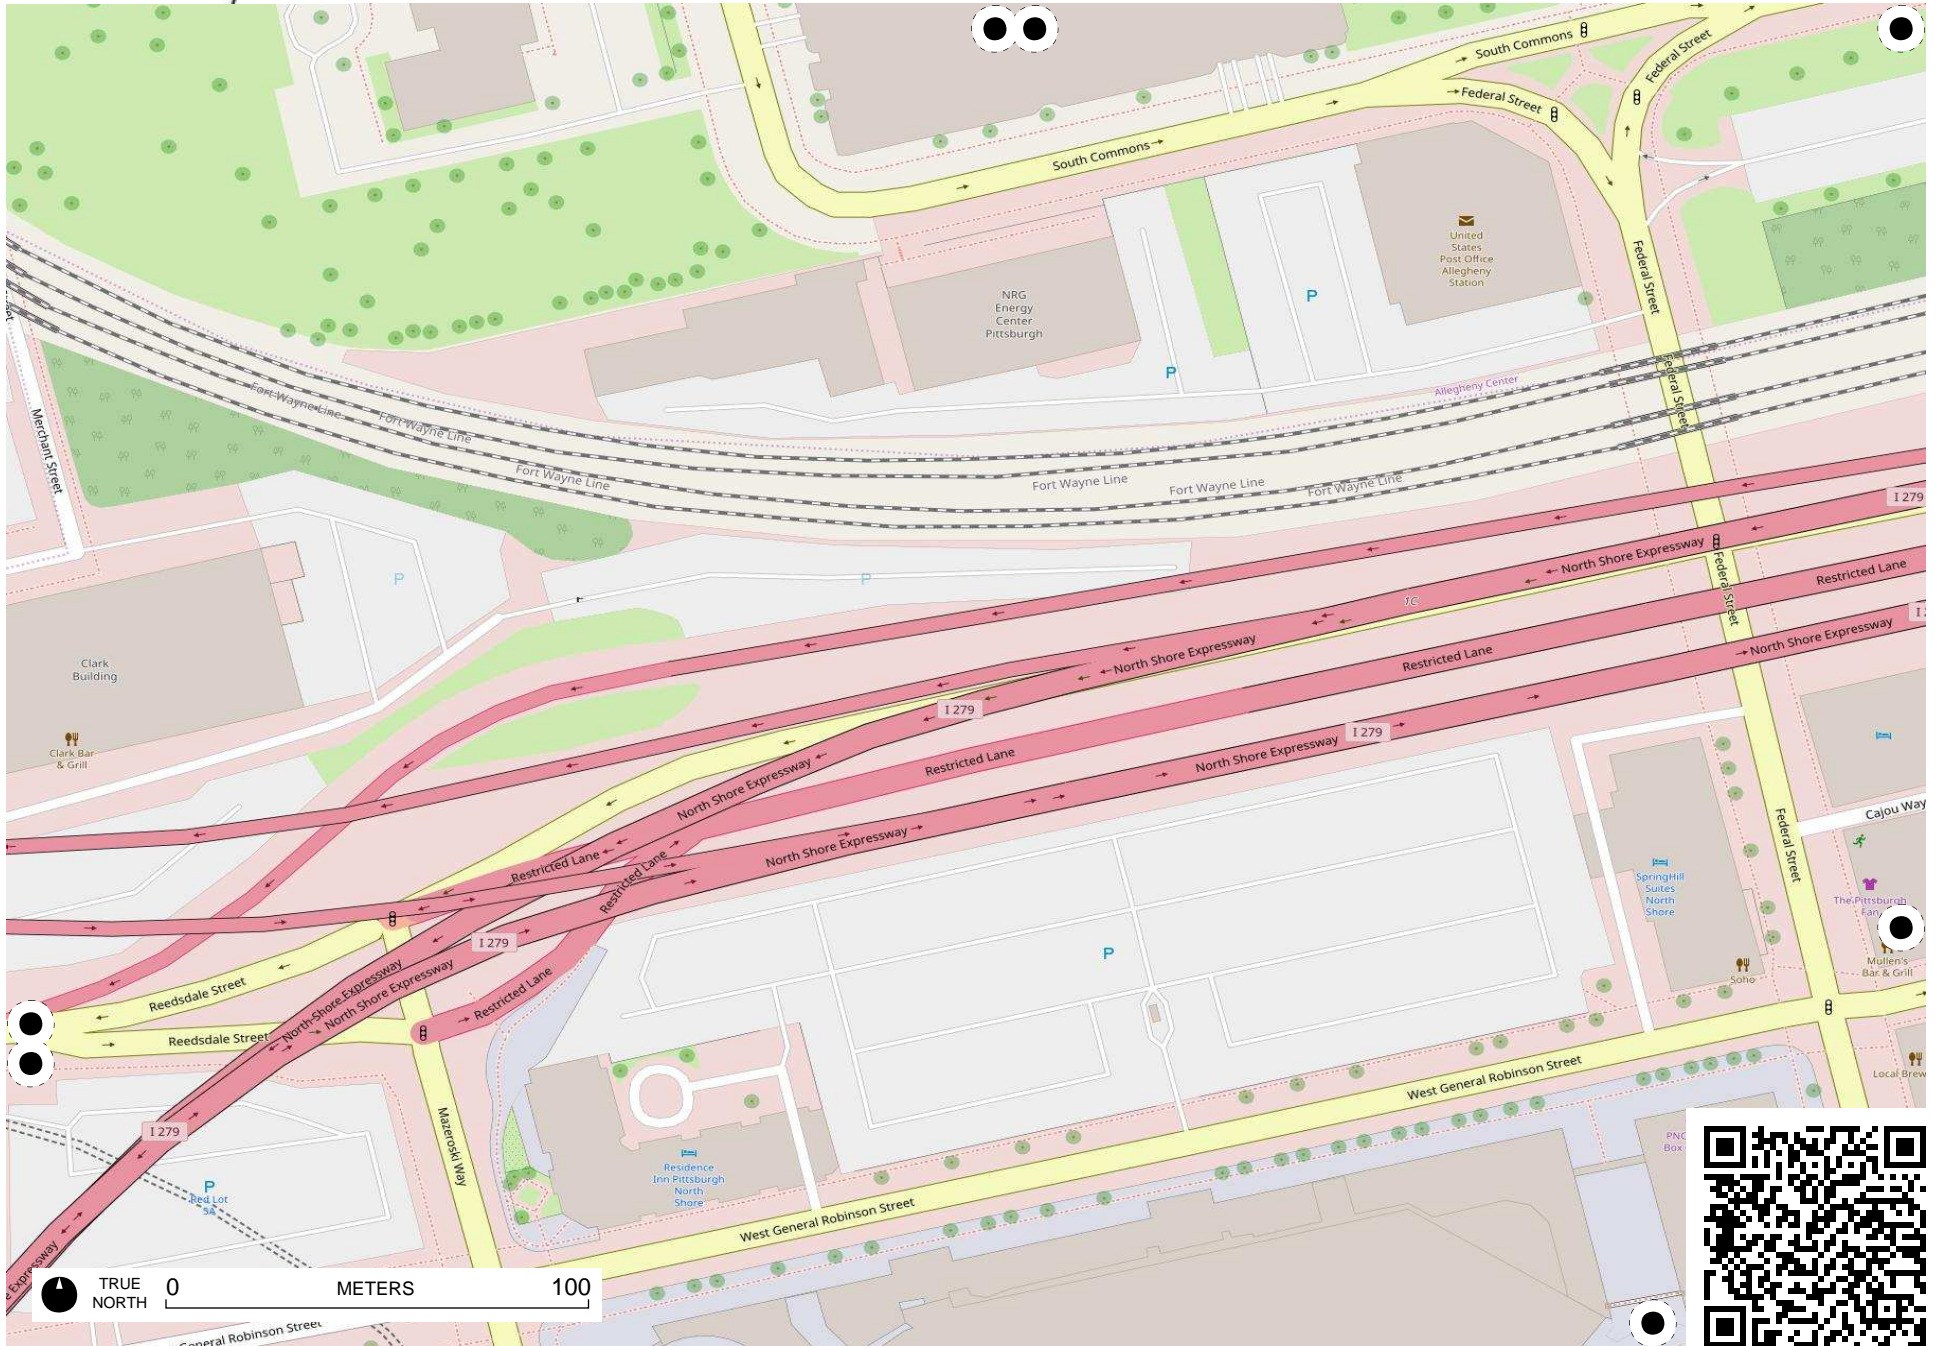 South Commons
Federal Street
Federal Street
South Commons
United
States
Post Office
Allegheny
Station
Federal Street
NRG
Energy
Center
Pittsburgh
P
P
Allegheny Center
Federal Street
Fort Wayne Line
Fort Wayne Line
Fort Wayne Line
Fort Wayne Line
Fort Wayne Line
Fort Wayne Line
Merchant Street
I 279
North Shore Expressway
Federal Street
Restricted Lane
P
P
1C
North Shore Expressway
North Shore Expressway
Restricted Lane
Clark
Building
I 279
I 279
Clark Bar
& Grill
North Shore Expressway
Restricted Lane
North Shore Expressway
Cajou Way
Federal Street
North Shore Expressway
Restricted Lane
Restricted Lane
SpringHill
Suites
North
Shore
The Pittsburgh
Fan
I 279
P
Mullen's
Bar & Grill
Soho
North Shore Expressway
North Shore Expressway
Restricted Lane
Reedsdale Street
Reedsdale Street
Local Brew
West General Robinson Street
I 279
Mazeroski Way
PNC
Box
P
Red Lot
5A
Residence
Inn Pittsburgh
North
Shore
West General Robinson Street
Expressway
TRUE
NORTH
0 METERS 100
General Robinson Street